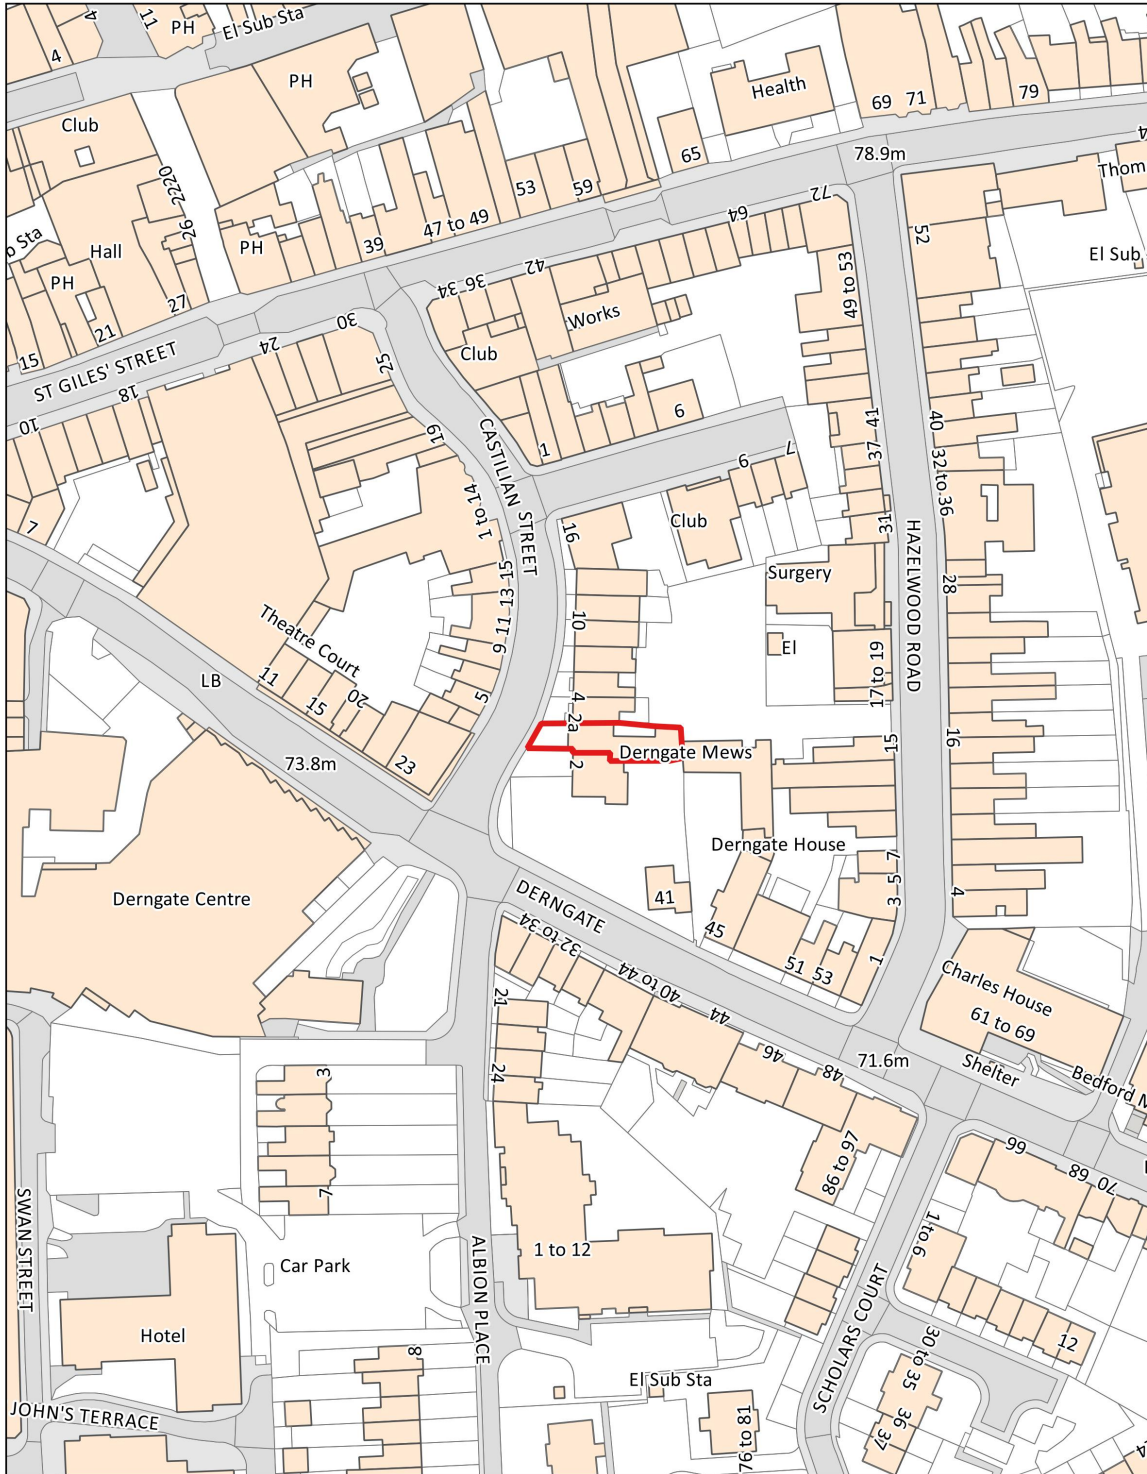 4
11
PH
El Sub Sta
4
PH
Health
69
71
79
Club
65
78.9m
Thom
53
59
72
26 2220
47 to 49
64
52
39
PH
Hall
b Sta
El Sub
42
PH
36 34
49 to 53
27
Works
21
30
15
24
Club
ST GILES' STREET
25
18
6
10
19
1
CASTILIAN STREET
37-41
40
32 to 36
7
9
1 to 14
Club
7
16
31
HAZELWOOD ROAD
Surgery
15
13
11
9
28
10
Theatre Court
El
17 to 19
LB
11
20
5
4
15
2a
Derngate Mews
15
16
73.8m
23
2
Derngate House
7
5
3
4
Derngate Centre
DERNGATE
41
32 to 34
45
51
53
1
Charles House
61 to 69
40 to 44
21
44
46
48
71.6m
Shelter
Bedford M
24
3
66
68
70
86 to 97
7
SWAN STREET
1 to 6
1 to 12
Car Park
ALBION PLACE
SCHOLARS COURT
Hotel
12
8
30 to 35
El Sub Sta
36
37
JOHN'S TERRACE
76 to 81